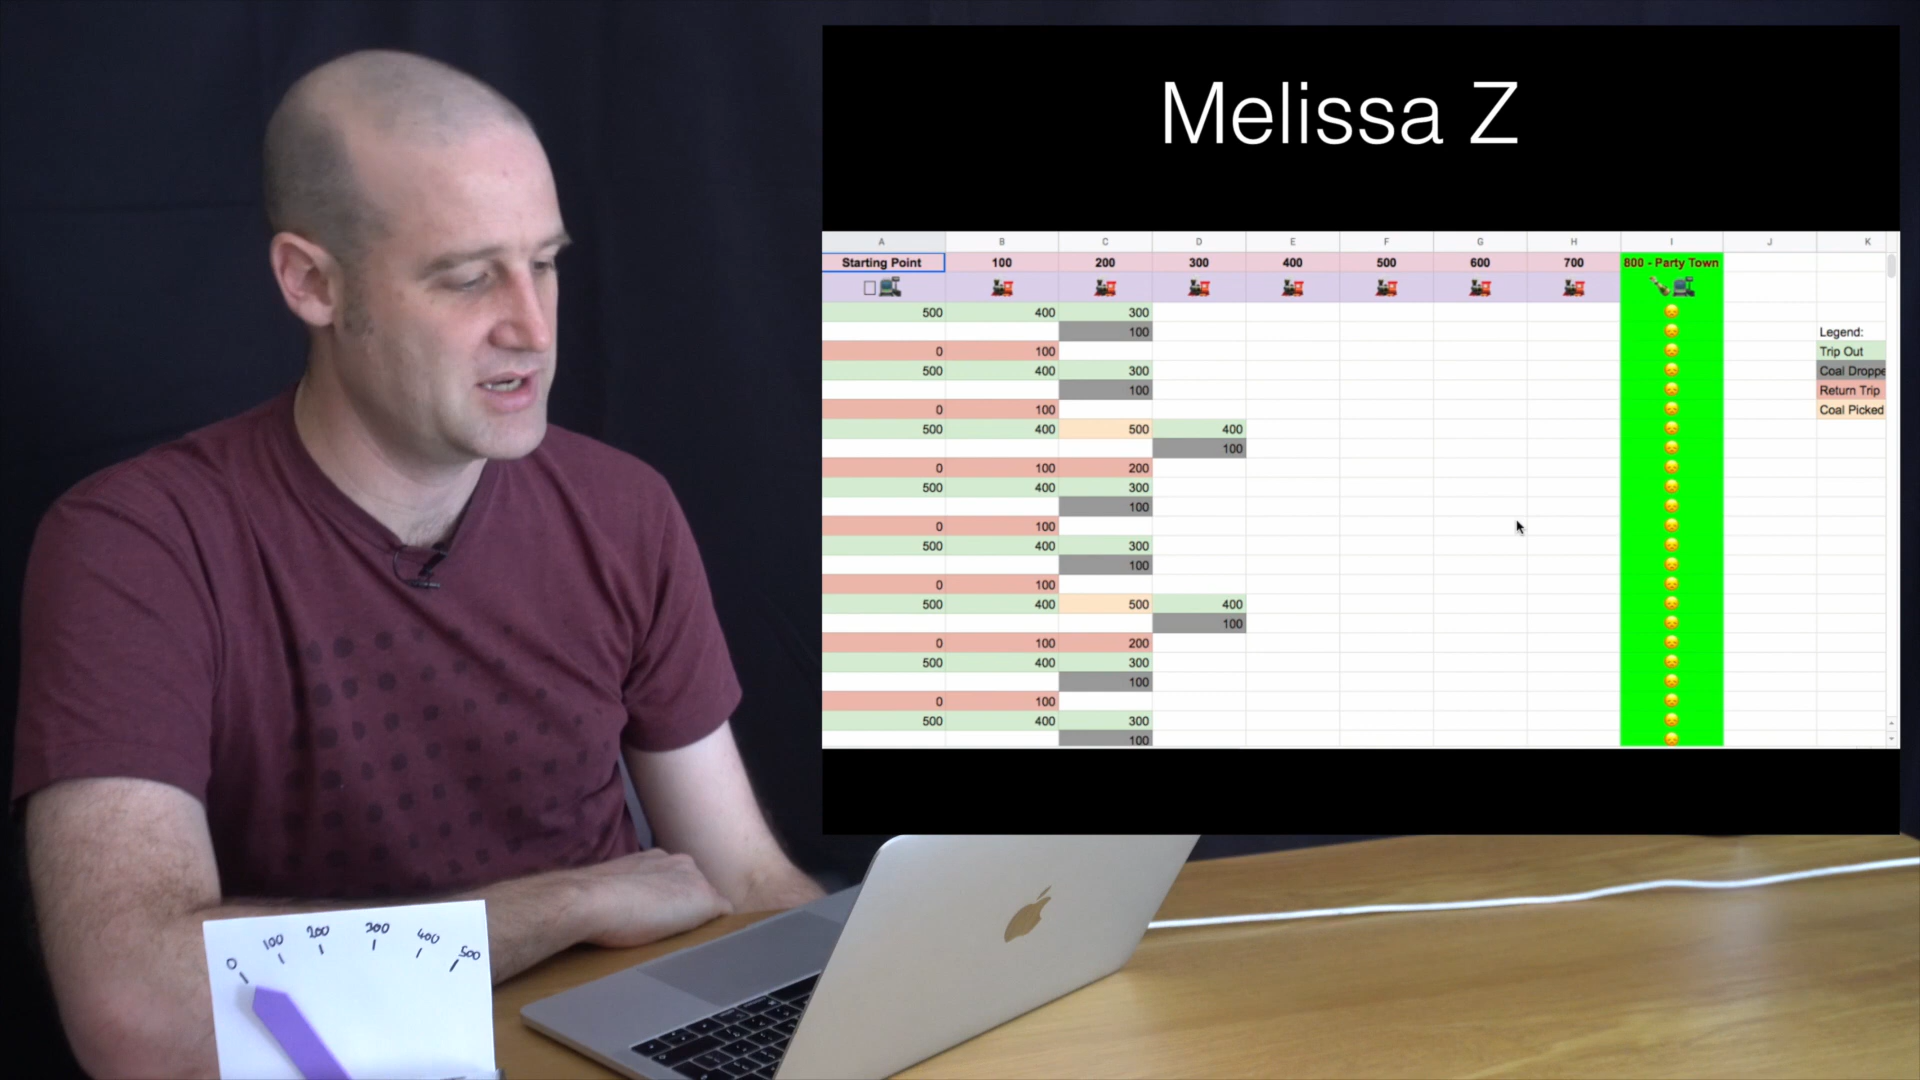 Melissa Z
A B C D E F G H I J K
Starting Point 100 200 300 400 500 600 700 800 - Party Town
500 400 300
100 Legend:
0 100 Trip Out
500 400 300 Coal Droppe
100 Return Trip
0 100 Coal Picked
500 400 500 400
100
0 100 200
500 400 300
100
0 100
500 400 300
100
0 100
500 400 500 400
100
0 100 200
500 400 300
100
0 100
500 400 300
100
0 100 200 300 400 500